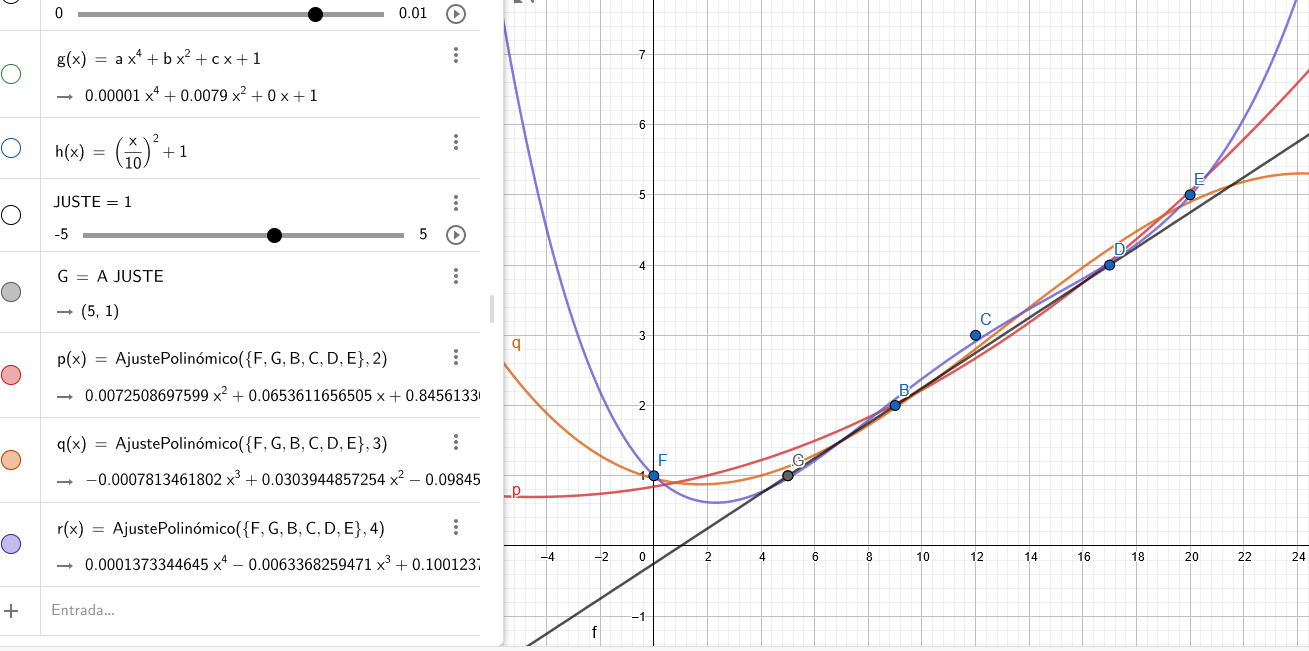 0 0.01
g(x) = a x⁴ + b x² + c x + 1
→ 0.00001 x⁴ + 0.0079 x² + 0 x + 1
h(x) = (x/10)² + 1
JUSTE = 1
-5 5
G = A JUSTE
→ (5, 1)
p(x) = AjustePolinómico({F, G, B, C, D, E}, 2)
→ 0.0072508697599 x² + 0.0653611656505 x + 0.8456133
q(x) = AjustePolinómico({F, G, B, C, D, E}, 3)
→ −0.0007813461802 x³ + 0.0303944857254 x² − 0.09845
r(x) = AjustePolinómico({F, G, B, C, D, E}, 4)
→ 0.0001373344645 x⁴ − 0.0063368259471 x³ + 0.100123
+ Entrada...
7
6
5
E
4
D
3
C
q
2
B
1
F
G
p
−4 −2 0 2 4 6 8 10 12 14 16 18 20 22 24
−1
f